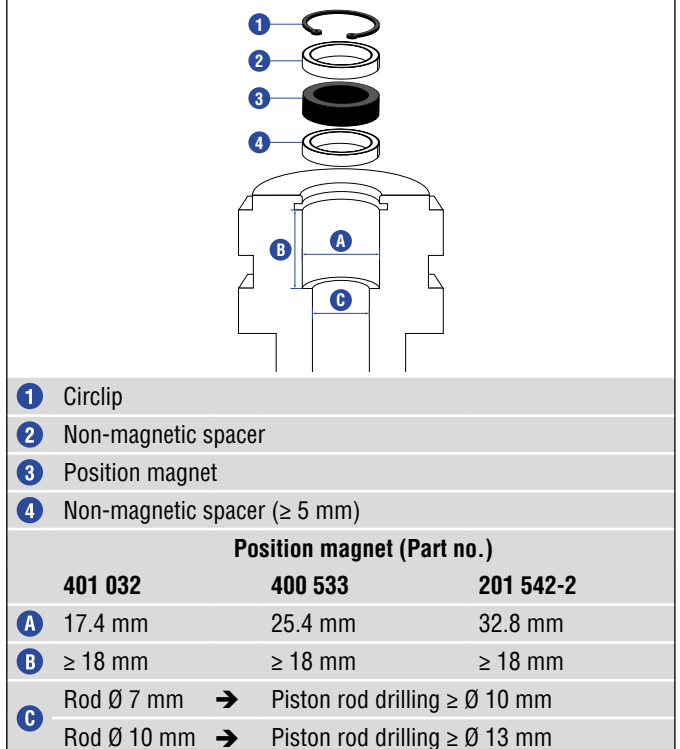 1
2
3
4
B
A
C
1 Circlip
2 Non-magnetic spacer
3 Position magnet
4 Non-magnetic spacer (≥ 5 mm)
Position magnet (Part no.)
401 032 400 533 201 542-2
A 17.4 mm 25.4 mm 32.8 mm
B ≥ 18 mm ≥ 18 mm ≥ 18 mm
C
Rod Ø 7 mm ➔ Piston rod drilling ≥ Ø 10 mm
Rod Ø 10 mm ➔ Piston rod drilling ≥ Ø 13 mm